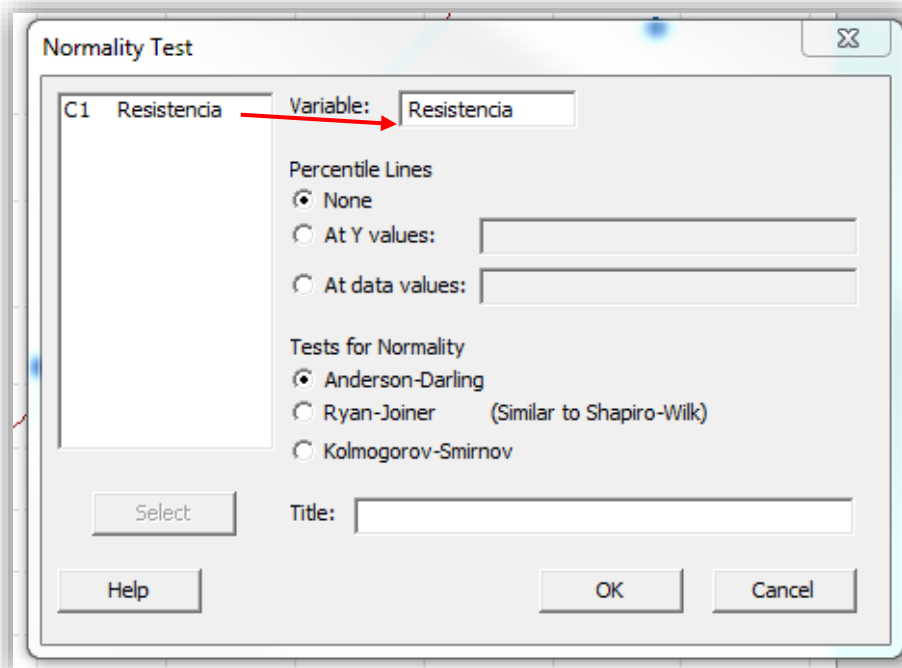 Normality Test
C1 Resistencia
Variable: Resistencia
Percentile Lines
None
At Y values:
At data values:
Tests for Normality
Anderson-Darling
Ryan-Joiner (Similar to Shapiro-Wilk)
Kolmogorov-Smirnov
Select
Title:
Help
OK
Cancel